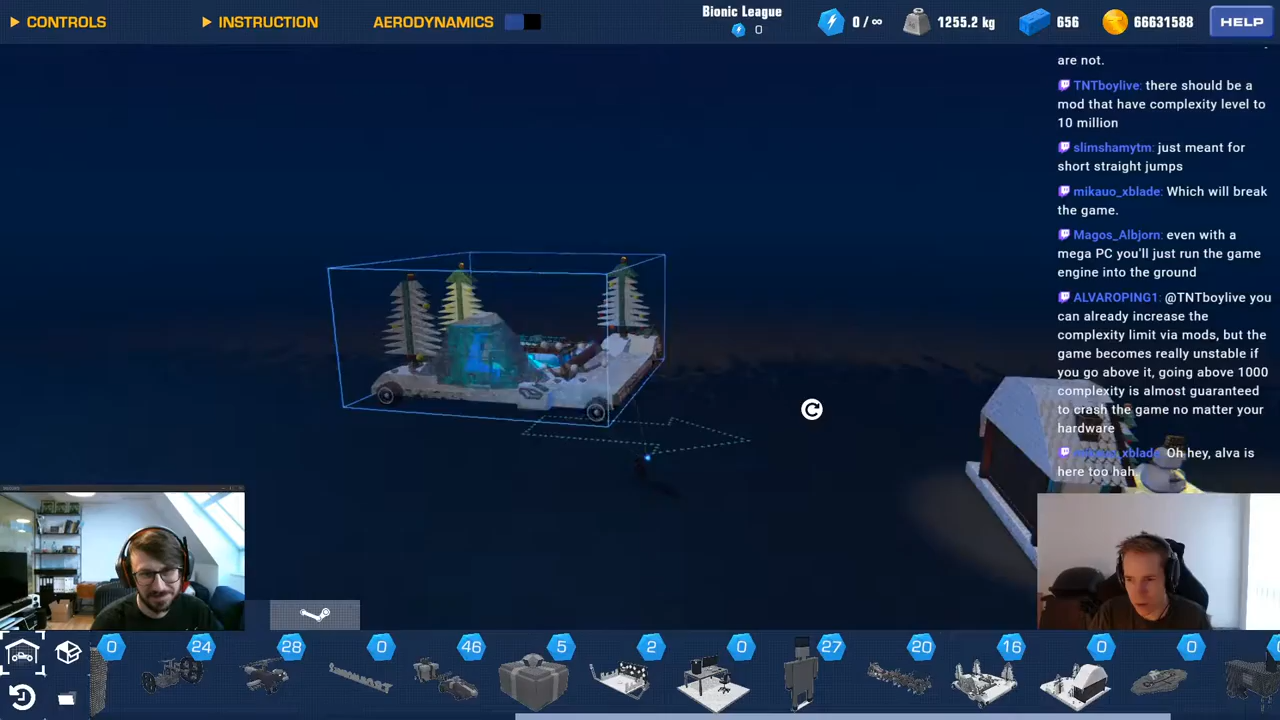 CONTROLS
INSTRUCTION
AERODYNAMICS
Bionic League
0
0 / ∞
1255.2 kg
656
66631588
HELP
are not.
TNTboylive: there should be a
mod that have complexity level to
10 million
slimshamytm: just meant for
short straight jumps
mikauo_xblade: Which will break
the game.
Magos_Albjorn: even with a
mega PC you'll just run the game
engine into the ground
ALVAROPING1: @TNTboylive you
can already increase the
complexity limit via mods, but the
game becomes really unstable if
you go above it, going above 1000
complexity is almost guaranteed
to crash the game no matter your
hardware
mikauo_xblade: Oh hey, alva is
here too hah.
0
24
28
0
46
5
2
0
27
20
16
0
0